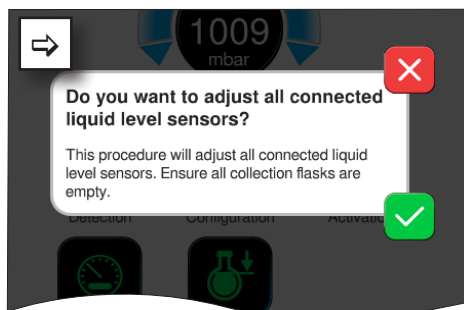 1009
mbar
Do you want to adjust all connected
liquid level sensors?
This procedure will adjust all connected liquid
level sensors. Ensure all collection flasks are
empty.
Detection Configuration Activatio